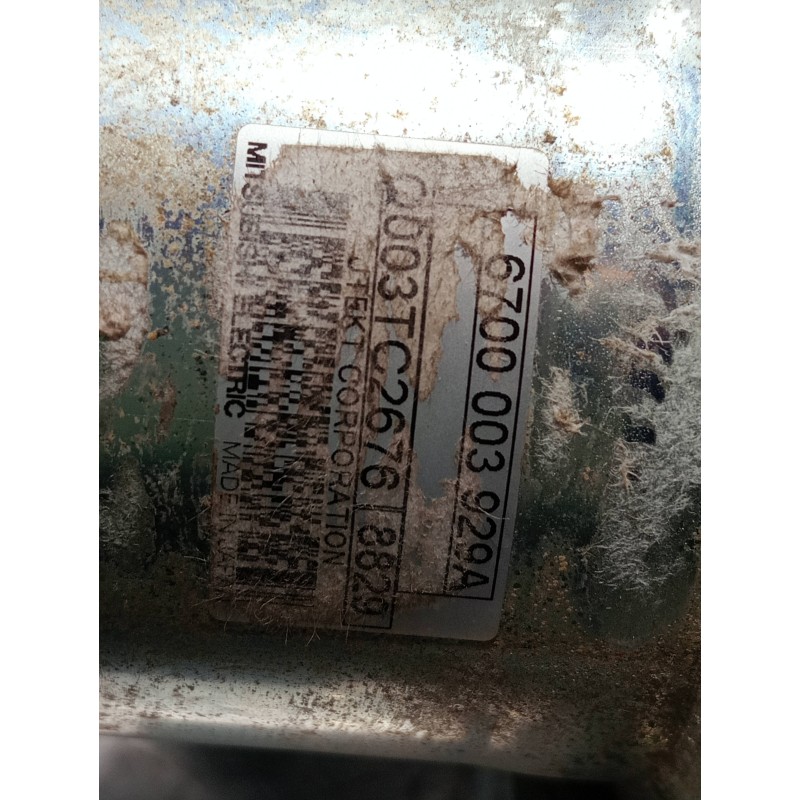 6700 003 929A
Q003TC2676 8829
JTEKT CORPORATION
MITSUBISHI ELECTRIC MADE IN